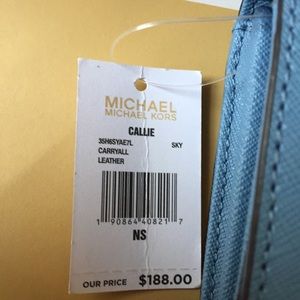 MICHAEL
MICHAEL KORS
CALLIE
35H6SYAE7L SKY
CARRYALL
LEATHER
1 90864 40821 7
NS
OUR PRICE $188.00